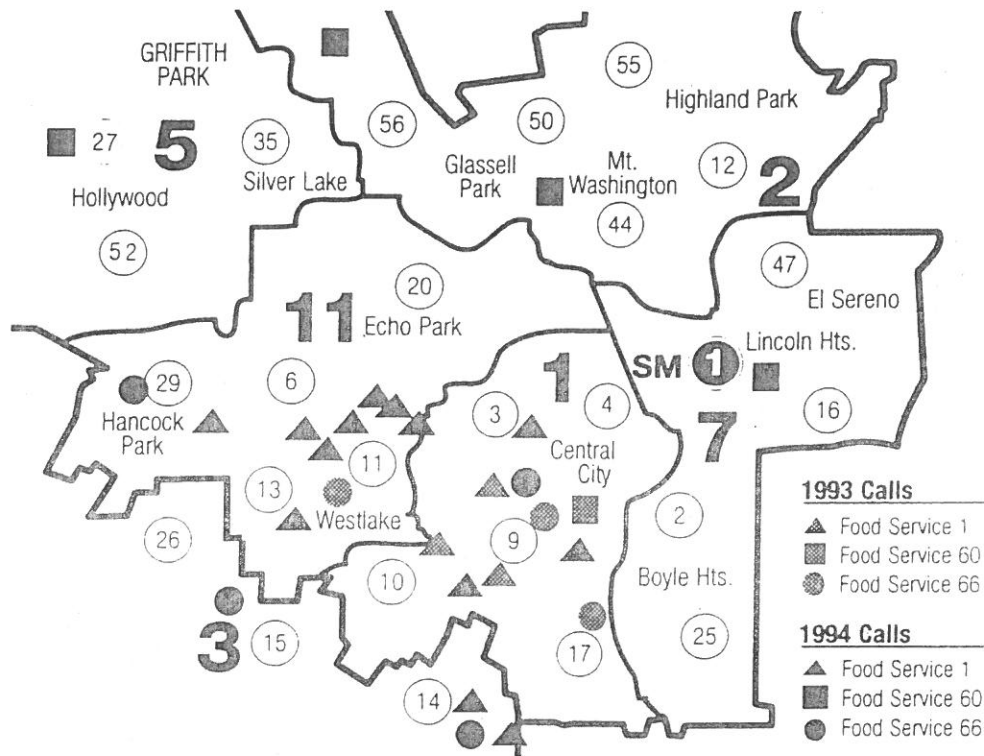 GRIFFITH
PARK
55
Highland Park
56
50
27
5
35
Glassell
Park
Mt.
Washington
12
2
Silver Lake
Hollywood
44
52
47
20
El Sereno
11
Echo Park
SM 1
Lincoln Hts.
1
6
29
3
4
16
Hancock
Park
7
11
Central
City
13
1993 Calls
Westlake
9
2
Food Service 1
26
Food Service 60
10
Boyle Hts.
Food Service 66
3
15
17
25
1994 Calls
14
Food Service 1
Food Service 60
Food Service 66